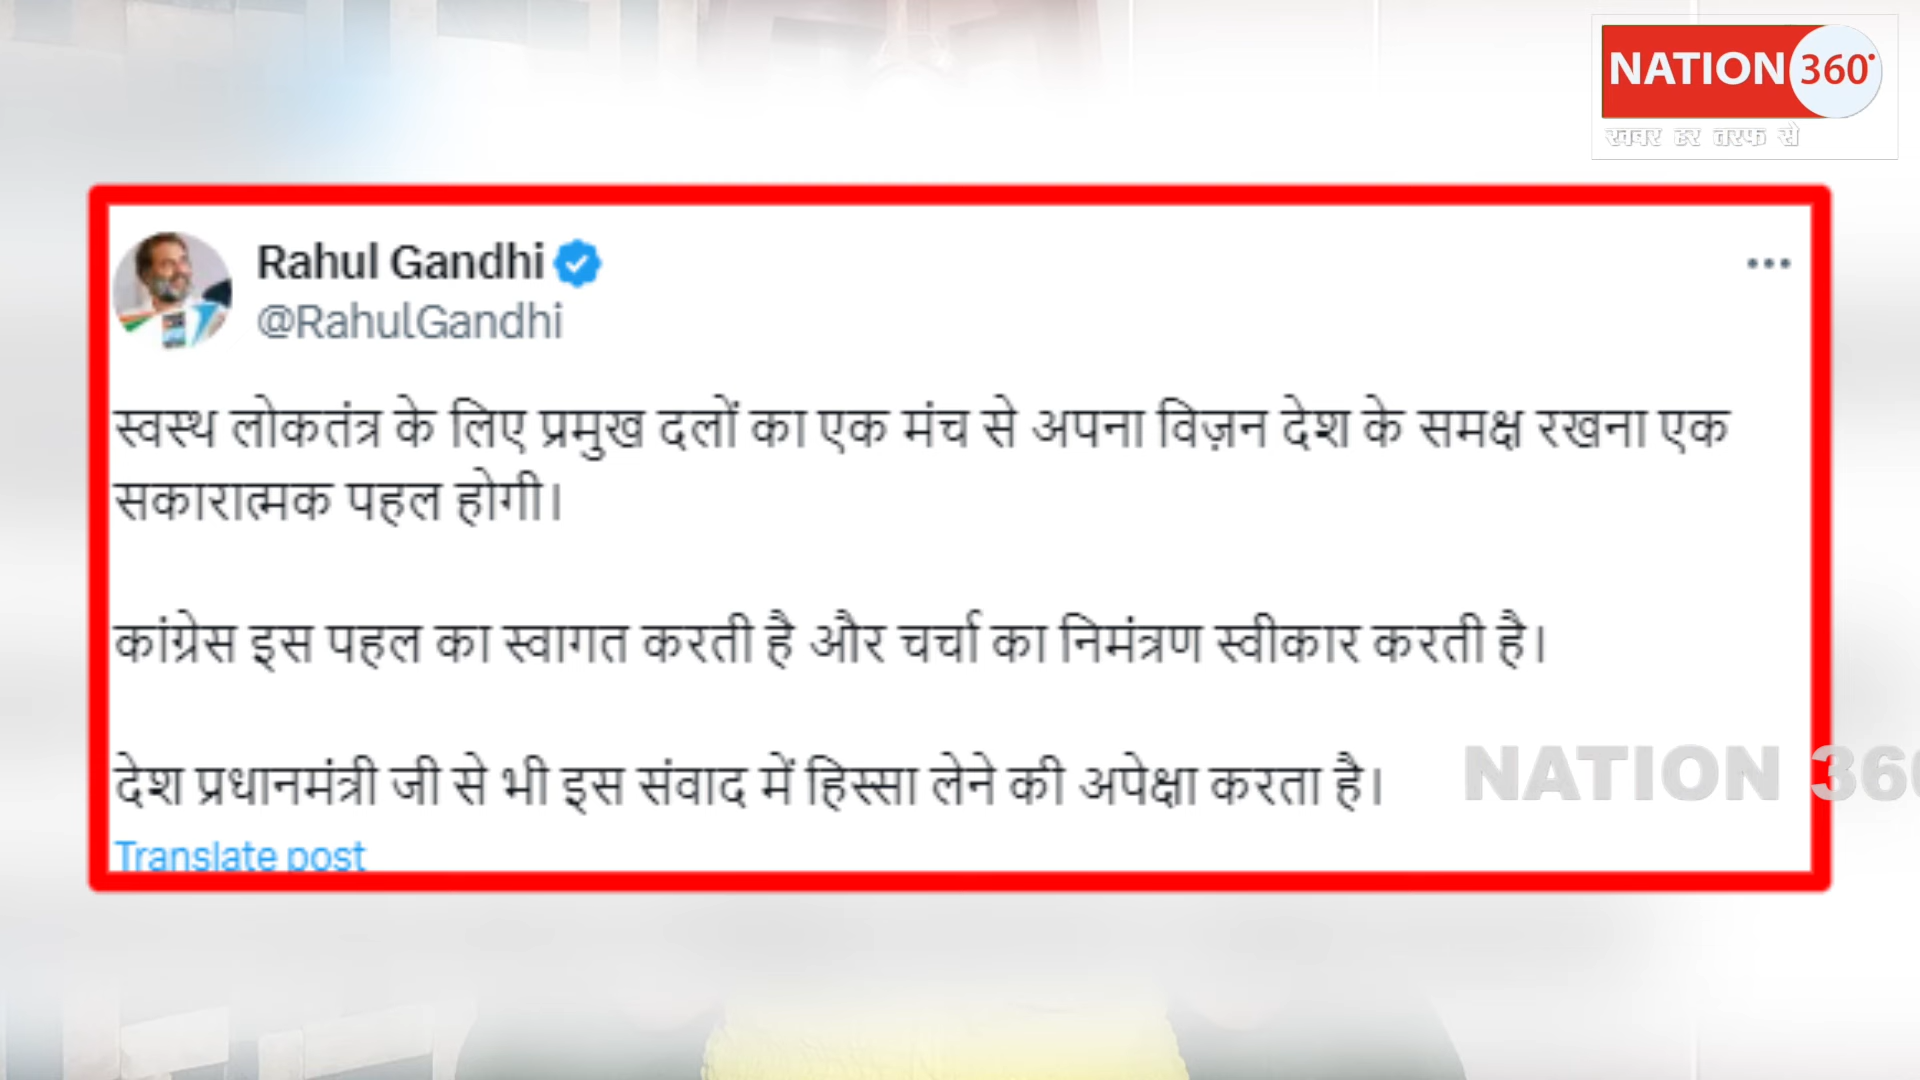 NATION 360°
खबर हर तरफ से
Rahul Gandhi
@RahulGandhi
स्वस्थ लोकतंत्र के लिए प्रमुख दलों का एक मंच से अपना विज़न देश के समक्ष रखना एक
सकारात्मक पहल होगी।
कांग्रेस इस पहल का स्वागत करती है और चर्चा का निमंत्रण स्वीकार करती है।
देश प्रधानमंत्री जी से भी इस संवाद में हिस्सा लेने की अपेक्षा करता है।
NATION 360
Translate post